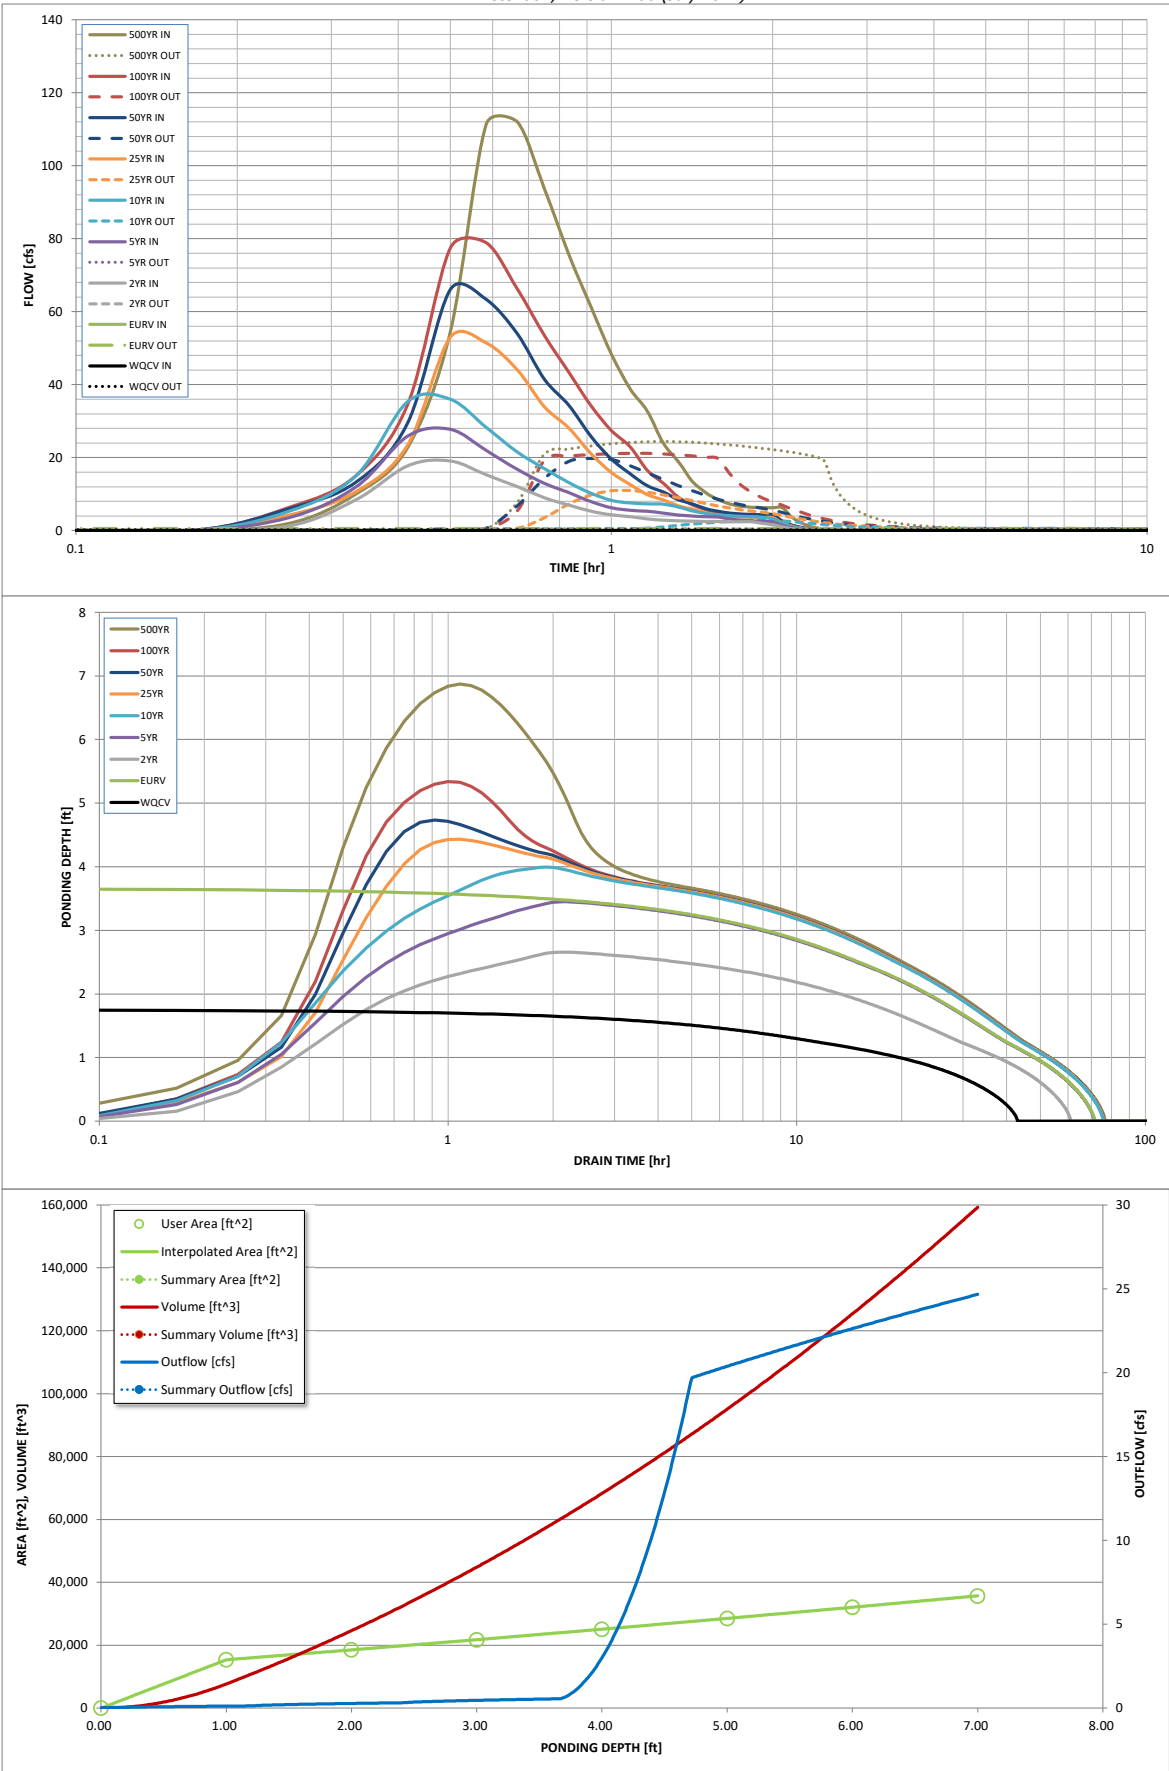 140
120
100
80
60
40
20
0
FLOW [cfs]
500YR IN
500YR OUT
100YR IN
100YR OUT
50YR IN
50YR OUT
25YR IN
25YR OUT
10YR IN
10YR OUT
5YR IN
5YR OUT
2YR IN
2YR OUT
EURV IN
EURV OUT
WQCV IN
WQCV OUT
0.1
1
10
TIME [hr]
8
7
6
5
4
3
2
1
0
PONDING DEPTH [ft]
500YR
100YR
50YR
25YR
10YR
5YR
2YR
EURV
WQCV
0.1
1
10
100
DRAIN TIME [hr]
160,000
140,000
120,000
100,000
80,000
60,000
40,000
20,000
0
AREA [ft^2], VOLUME [ft^3]
User Area [ft^2]
Interpolated Area [ft^2]
Summary Area [ft^2]
Volume [ft^3]
Summary Volume [ft^3]
Outflow [cfs]
Summary Outflow [cfs]
30
25
20
15
10
5
0
OUTFLOW [cfs]
0.00
1.00
2.00
3.00
4.00
5.00
6.00
7.00
8.00
PONDING DEPTH [ft]